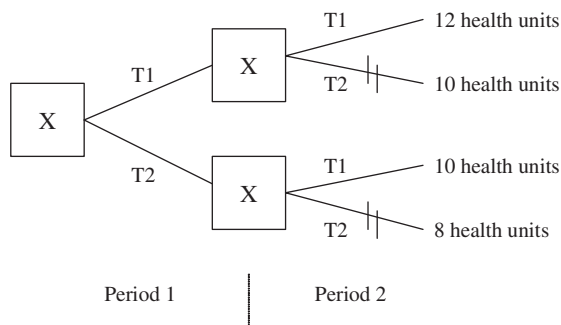 T1
12 health units
X
T1
T2
10 health units
X
T2
T1
10 health units
X
T2
8 health units
Period 1
Period 2